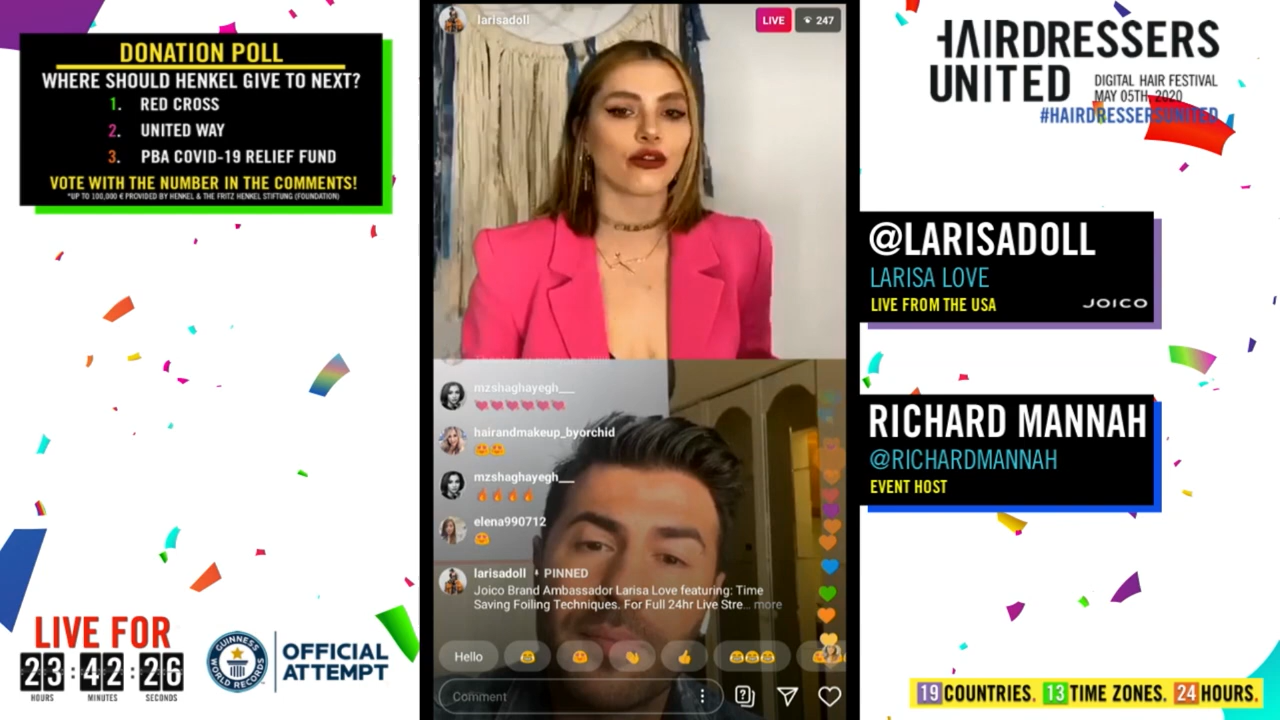 DONATION POLL
WHERE SHOULD HENKEL GIVE TO NEXT?
1. RED CROSS
2. UNITED WAY
3. PBA COVID-19 RELIEF FUND
VOTE WITH THE NUMBER IN THE COMMENTS!
*UP TO 100,000 € PROVIDED BY HENKEL & THE FRITZ HENKEL STIFTUNG (FOUNDATION)
LIVE FOR
23:42:26
HOURS MINUTES SECONDS
GUINNESS
WORLD RECORDS
OFFICIAL
ATTEMPT
larisadoll
LIVE 247
mzshaghayegh___
💘💘💘💘💘💘
hairandmakeup_byorchid
😍😍
mzshaghayegh___
🔥🔥🔥🔥
elena990712
😍
larisadoll PINNED
Joico Brand Ambassador Larisa Love featuring: Time
Saving Foiling Techniques. For Full 24hr Live Stre... more
Hello
Comment
HAIRDRESSERS
UNITED
DIGITAL HAIR FESTIVAL
MAY 05TH, 2020
#HAIRDRESSERSUNITED
@LARISADOLL
LARISA LOVE
LIVE FROM THE USA
JOICO
RICHARD MANNAH
@RICHARDMANNAH
EVENT HOST
19 COUNTRIES. 13 TIME ZONES. 24 HOURS.